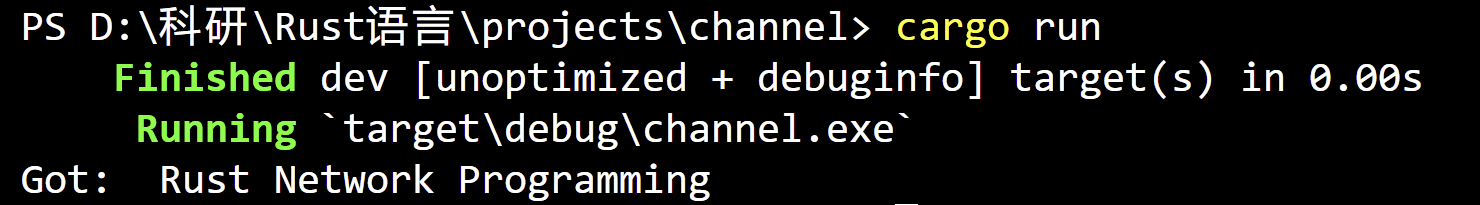 PS D:\科研\Rust语言\projects\channel> cargo run
    Finished dev [unoptimized + debuginfo] target(s) in 0.00s
     Running `target\debug\channel.exe`
Got:  Rust Network Programming